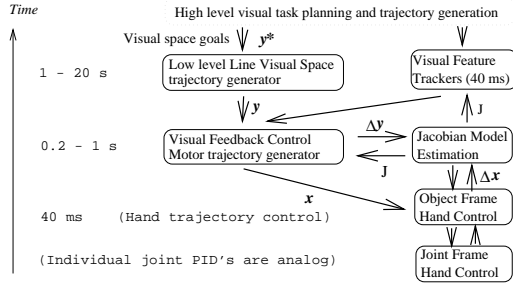 Time
High level visual task planning and trajectory generation
Visual space goals y*
1 - 20 s
Low level Line Visual Space
trajectory generator
Visual Feature
Trackers (40 ms)
y
J
0.2 - 1 s
Visual Feedback Control
Motor trajectory generator
Δy
J
Jacobian Model
Estimation
x
Δx
40 ms (Hand trajectory control)
Object Frame
Hand Control
(Individual joint PID's are analog)
Joint Frame
Hand Control